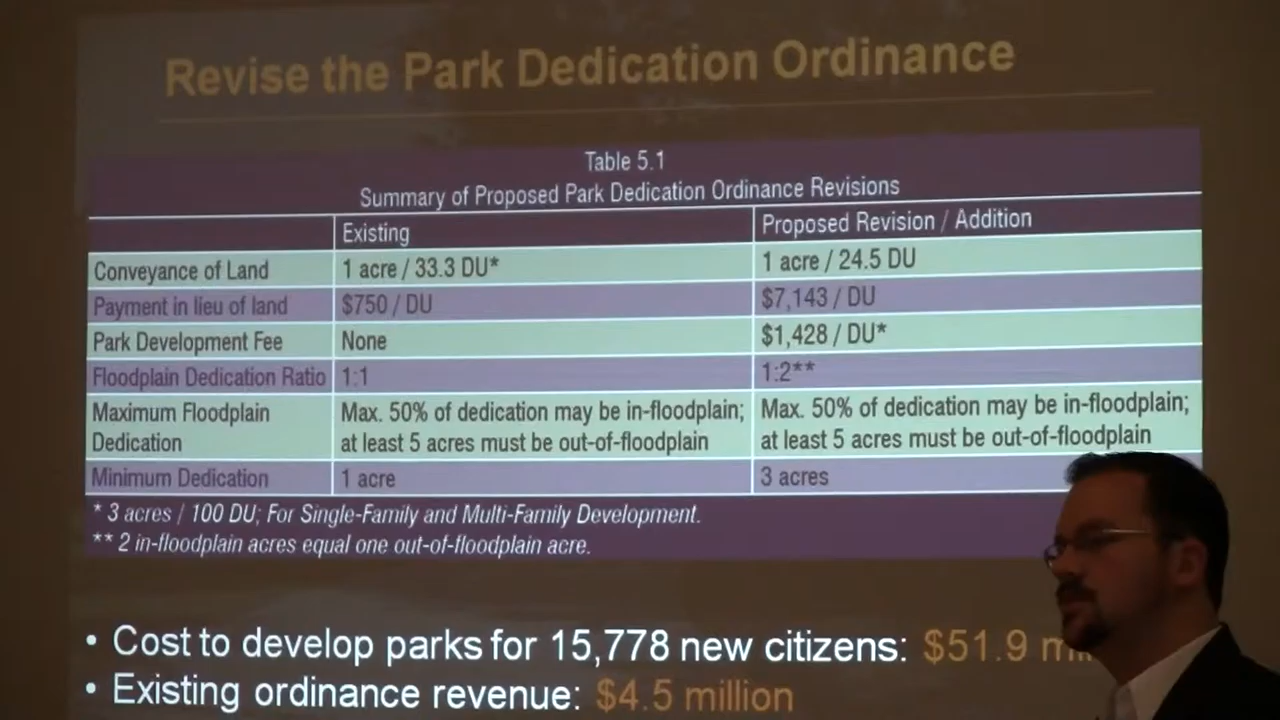 Revise the Park Dedication Ordinance
Table 5.1
Summary of Proposed Park Dedication Ordinance Revisions
Existing
Proposed Revision / Addition
Conveyance of Land
1 acre / 33.3 DU*
1 acre / 24.5 DU
Payment in lieu of land
$750 / DU
$7,143 / DU
Park Development Fee
None
$1,428 / DU*
Floodplain Dedication Ratio
1:1
1:2**
Maximum Floodplain
Dedication
Max. 50% of dedication may be in-floodplain;
at least 5 acres must be out-of-floodplain
Max. 50% of dedication may be in-floodplain;
at least 5 acres must be out-of-floodplain
Minimum Dedication
1 acre
3 acres
* 3 acres / 100 DU; For Single-Family and Multi-Family Development.
** 2 in-floodplain acres equal one out-of-floodplain acre.
• Cost to develop parks for 15,778 new citizens: $51.9
• Existing ordinance revenue: $4.5 million